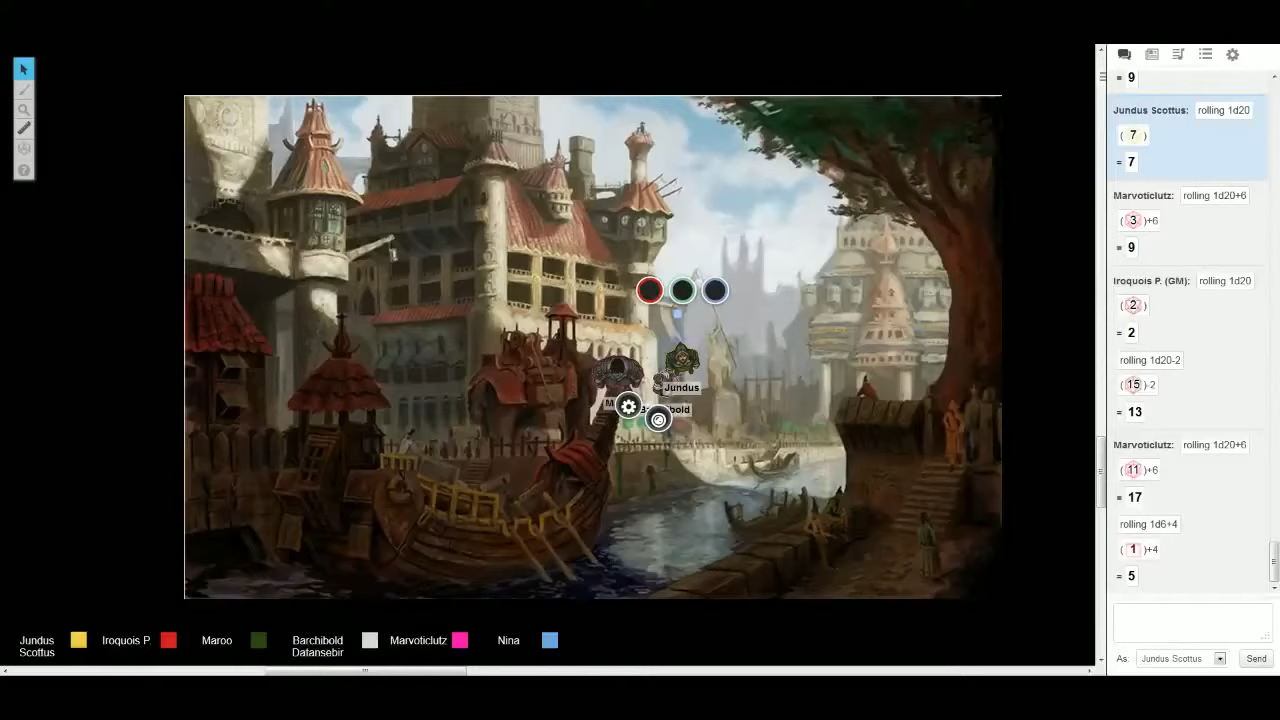 = 9
Jundus Scottus: rolling 1d20
( 7 )
= 7
Marvoticlutz: rolling 1d20+6
( 3 )+6
= 9
Iroquois P. (GM): rolling 1d20
( 2 )
= 2
rolling 1d20-2
( 15 )-2
= 13
Marvoticlutz: rolling 1d20+6
( 11 )+6
= 17
rolling 1d6+4
( 1 )+4
= 5
Jundus
Jundus Scottus
Iroquois P.
Maroo
Barchibold Datansebir
Marvoticlutz
Nina
As: Jundus Scottus
Send